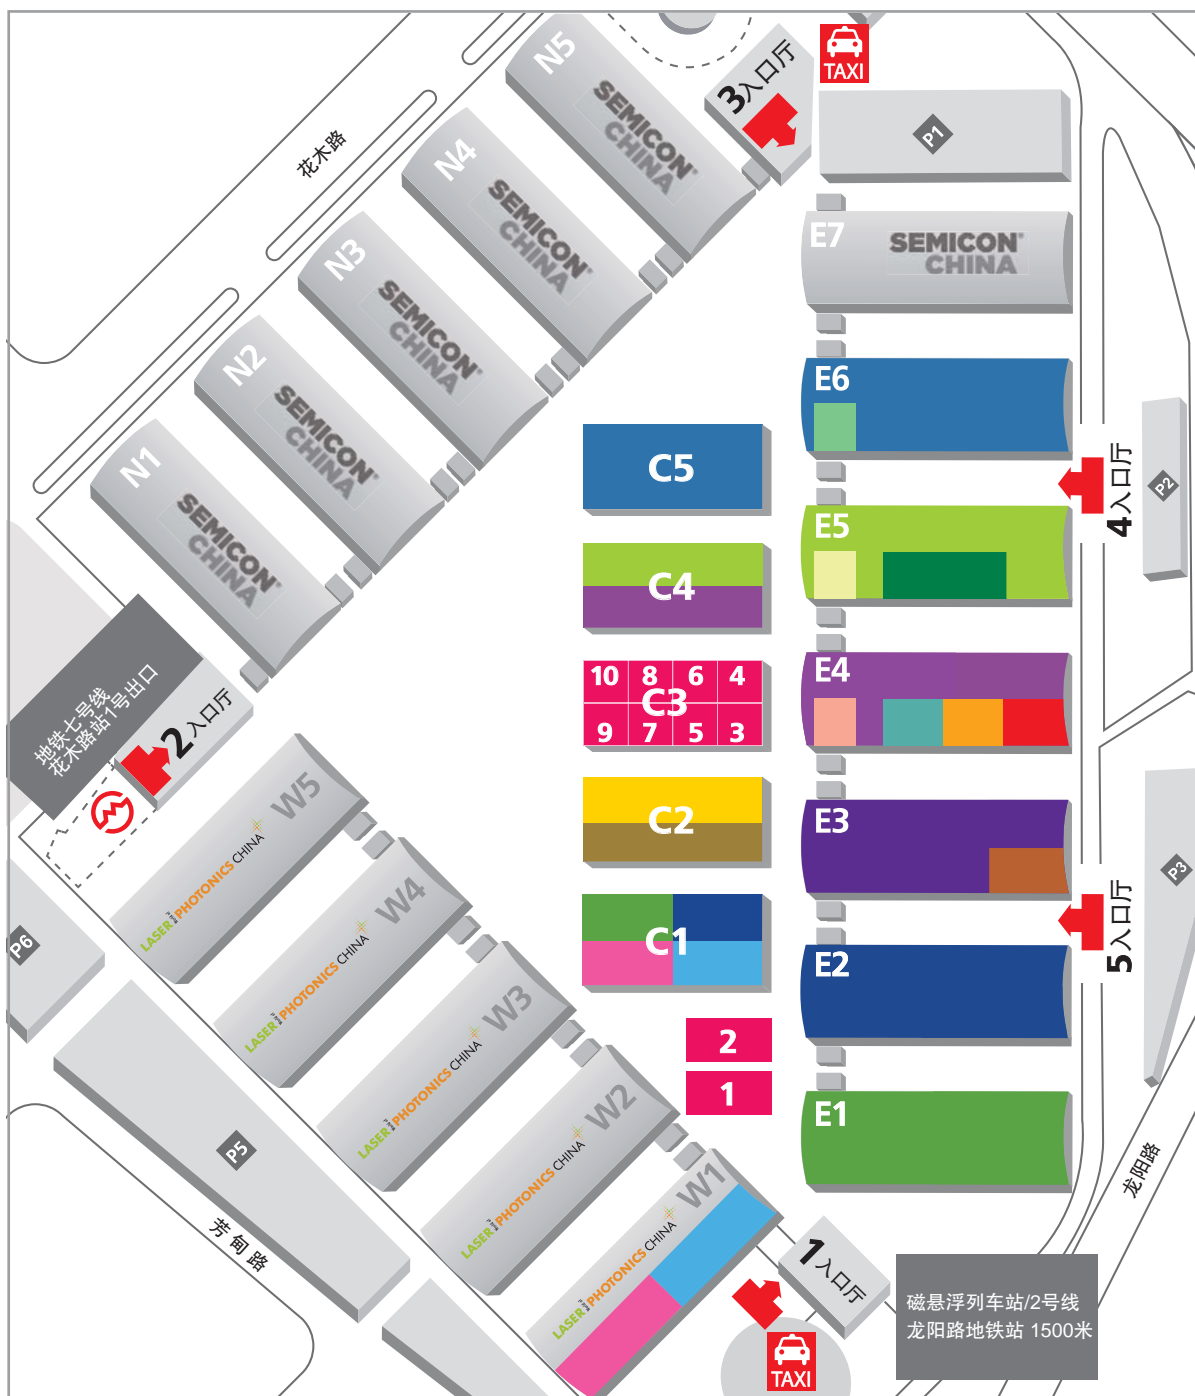 N5
SEMICON
CHINA
3入口厅
TAXI
P1
花木路
N4
SEMICON
CHINA
E7
SEMICON
CHINA
N3
SEMICON
CHINA
N2
SEMICON
CHINA
E6
N1
SEMICON
CHINA
C5
4入口厅
P2
E5
C4
E4
10 8 6 4
C3
9 7 5 3
地铁七号线
花木路站1号出口
2入口厅
W5
LASER PHOTONICS CHINA
C2
E3
P3
W4
LASER PHOTONICS CHINA
C1
5入口厅
P6
E2
W3
LASER PHOTONICS CHINA
2
1
W2
LASER PHOTONICS CHINA
E1
P5
龙阳路
W1
LASER PHOTONICS CHINA
芳甸路
1入口厅
磁悬浮列车站/2号线
龙阳路地铁站 1500米
TAXI